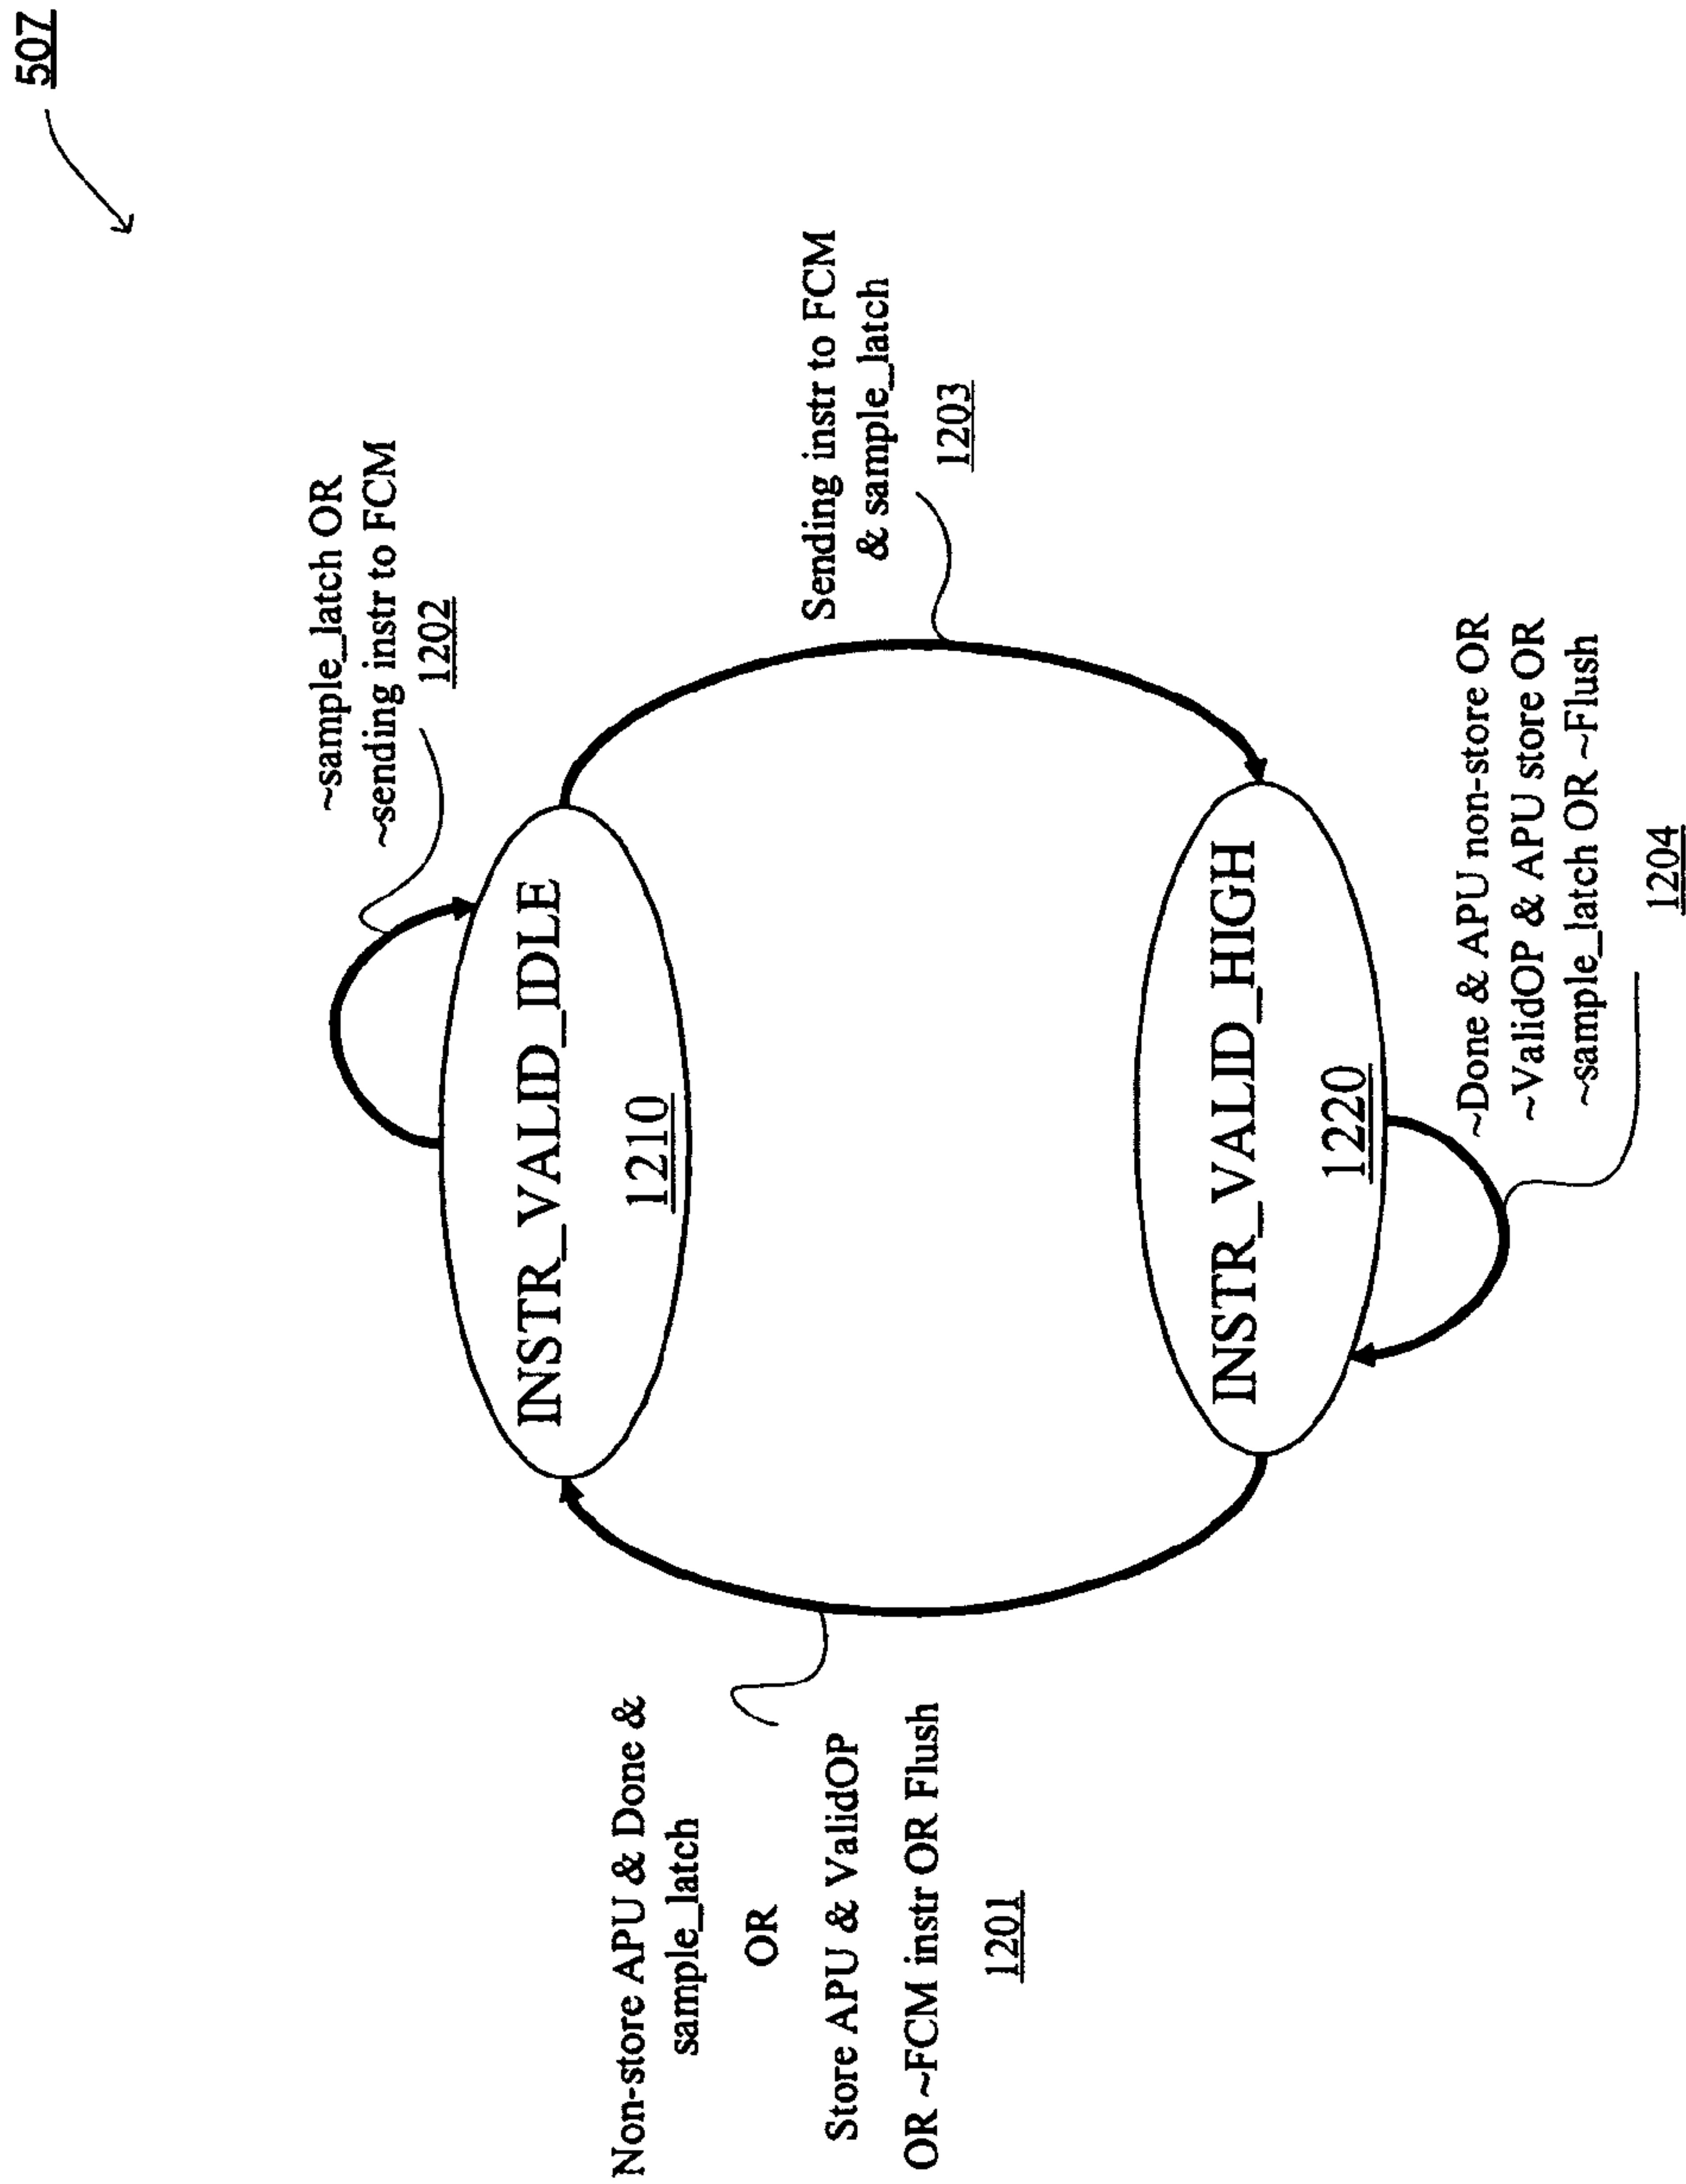 507
~sample_latch OR
~sending instr to FCM
1202
INSTR_VALID_IDLE
1210
Non-store APU & Done &
sample_latch
OR
Store APU & ValidOP
OR ~FCM instr OR Flush
1201
Sending instr to FCM
& sample_latch
1203
INSTR_VALID_HIGH
1220
~Done & APU non-store OR
~ValidOP & APU store OR
~sample_latch OR ~Flush
1204